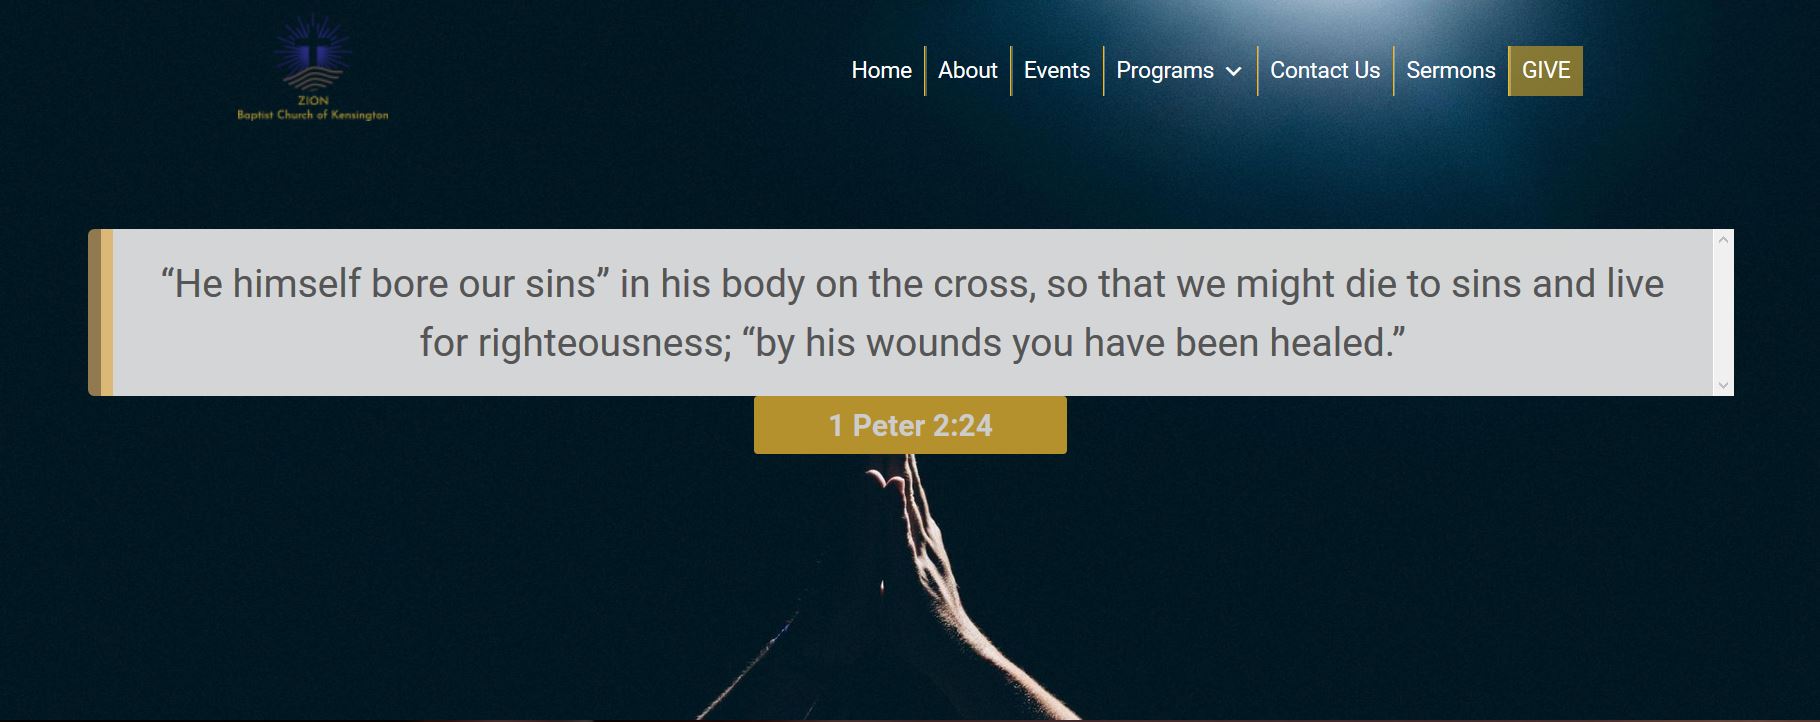 ZION
Baptist Church of Kensington
Home
About
Events
Programs
Contact Us
Sermons
GIVE
“He himself bore our sins” in his body on the cross, so that we might die to sins and live
for righteousness; “by his wounds you have been healed.”
1 Peter 2:24